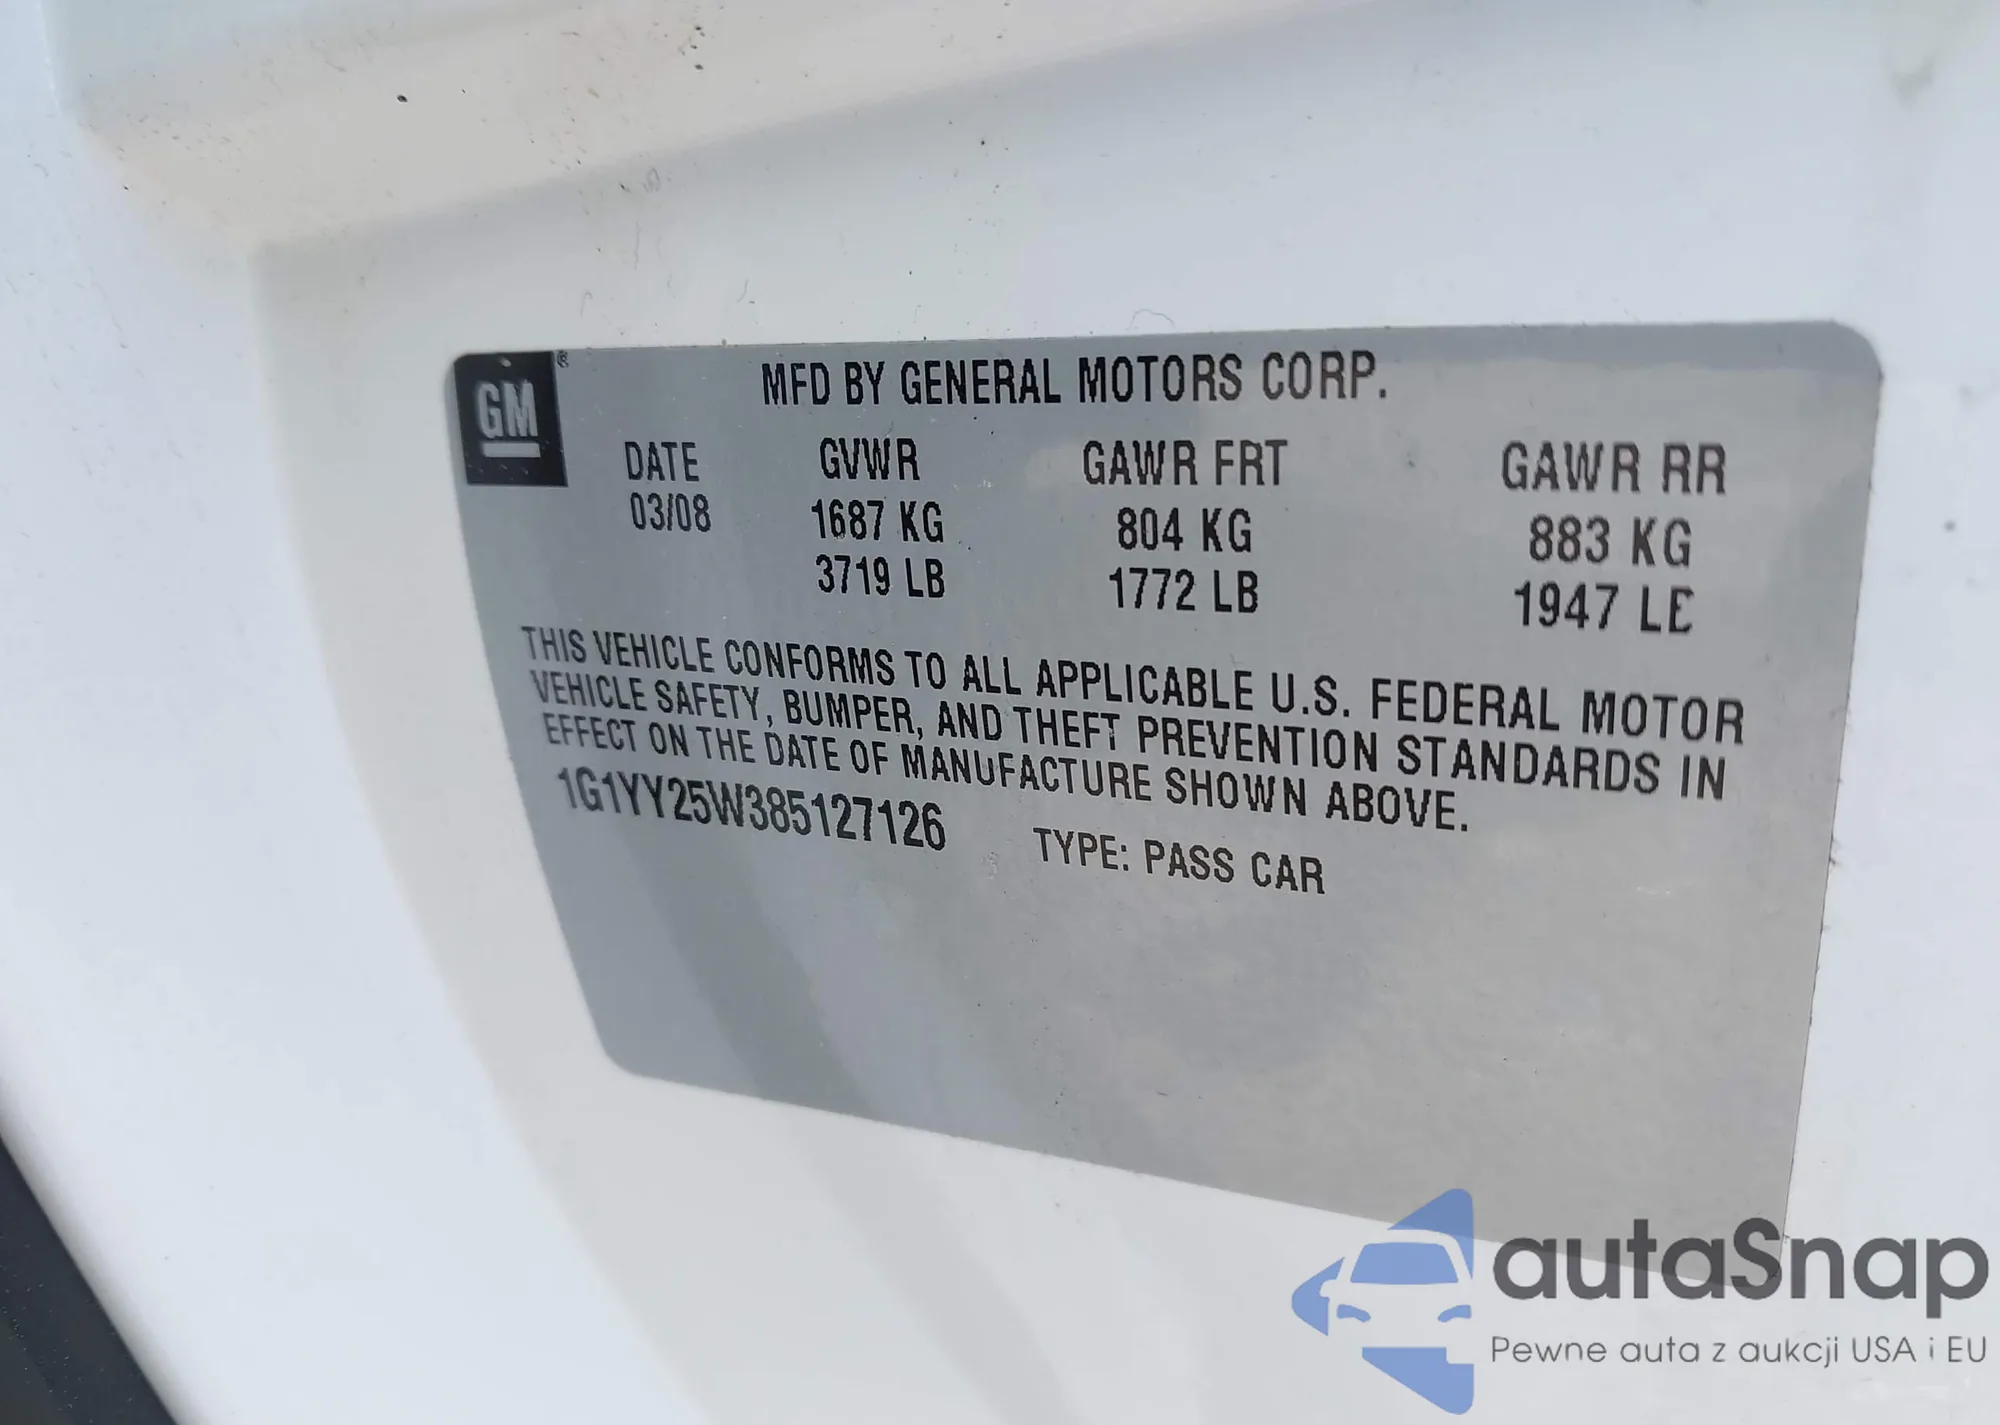 GM ®
MFD BY GENERAL MOTORS CORP.
DATE GVWR GAWR FRT GAWR RR
03/08 1687 KG 804 KG 883 KG
3719 LB 1772 LB 1947 LB
THIS VEHICLE CONFORMS TO ALL APPLICABLE U.S. FEDERAL MOTOR
VEHICLE SAFETY, BUMPER, AND THEFT PREVENTION STANDARDS IN
EFFECT ON THE DATE OF MANUFACTURE SHOWN ABOVE.
1G1YY25W385127126 TYPE: PASS CAR
autaSnap
Pewne auta z aukcji USA i EU